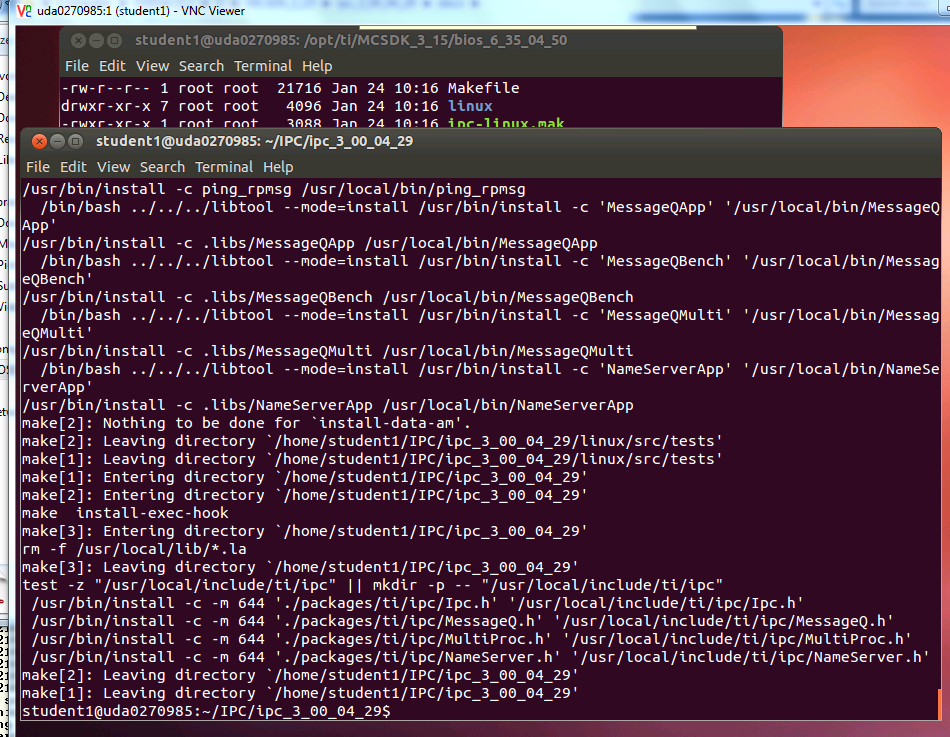 uda0270985:1 (student1) - VNC Viewer
student1@uda0270985: /opt/ti/MCSDK_3_15/bios_6_35_04_50
File Edit View Search Terminal Help
-rw-r--r-- 1 root root  21716 Jan 24 10:16 Makefile
drwxr-xr-x 7 root root   4096 Jan 24 10:16 linux
-rwxr-xr-x 1 root root   3088 Jan 24 10:16 ipc-linux.mak
student1@uda0270985: ~/IPC/ipc_3_00_04_29
File Edit View Search Terminal Help
/usr/bin/install -c ping_rpmsg /usr/local/bin/ping_rpmsg
  /bin/bash ../../../libtool --mode=install /usr/bin/install -c 'MessageQApp' '/usr/local/bin/MessageQ
App'
/usr/bin/install -c .libs/MessageQApp /usr/local/bin/MessageQApp
  /bin/bash ../../../libtool --mode=install /usr/bin/install -c 'MessageQBench' '/usr/local/bin/Messag
eQBench'
/usr/bin/install -c .libs/MessageQBench /usr/local/bin/MessageQBench
  /bin/bash ../../../libtool --mode=install /usr/bin/install -c 'MessageQMulti' '/usr/local/bin/Messag
eQMulti'
/usr/bin/install -c .libs/MessageQMulti /usr/local/bin/MessageQMulti
  /bin/bash ../../../libtool --mode=install /usr/bin/install -c 'NameServerApp' '/usr/local/bin/NameSe
rverApp'
/usr/bin/install -c .libs/NameServerApp /usr/local/bin/NameServerApp
make[2]: Nothing to be done for `install-data-am'.
make[2]: Leaving directory `/home/student1/IPC/ipc_3_00_04_29/linux/src/tests'
make[1]: Leaving directory `/home/student1/IPC/ipc_3_00_04_29/linux/src/tests'
make[1]: Entering directory `/home/student1/IPC/ipc_3_00_04_29'
make[2]: Entering directory `/home/student1/IPC/ipc_3_00_04_29'
make  install-exec-hook
make[3]: Entering directory `/home/student1/IPC/ipc_3_00_04_29'
rm -f /usr/local/lib/*.la
make[3]: Leaving directory `/home/student1/IPC/ipc_3_00_04_29'
test -z "/usr/local/include/ti/ipc" || mkdir -p -- "/usr/local/include/ti/ipc"
 /usr/bin/install -c -m 644 './packages/ti/ipc/Ipc.h' '/usr/local/include/ti/ipc/Ipc.h'
 /usr/bin/install -c -m 644 './packages/ti/ipc/MessageQ.h' '/usr/local/include/ti/ipc/MessageQ.h'
 /usr/bin/install -c -m 644 './packages/ti/ipc/MultiProc.h' '/usr/local/include/ti/ipc/MultiProc.h'
 /usr/bin/install -c -m 644 './packages/ti/ipc/NameServer.h' '/usr/local/include/ti/ipc/NameServer.h'
make[2]: Leaving directory `/home/student1/IPC/ipc_3_00_04_29'
make[1]: Leaving directory `/home/student1/IPC/ipc_3_00_04_29'
student1@uda0270985:~/IPC/ipc_3_00_04_29$